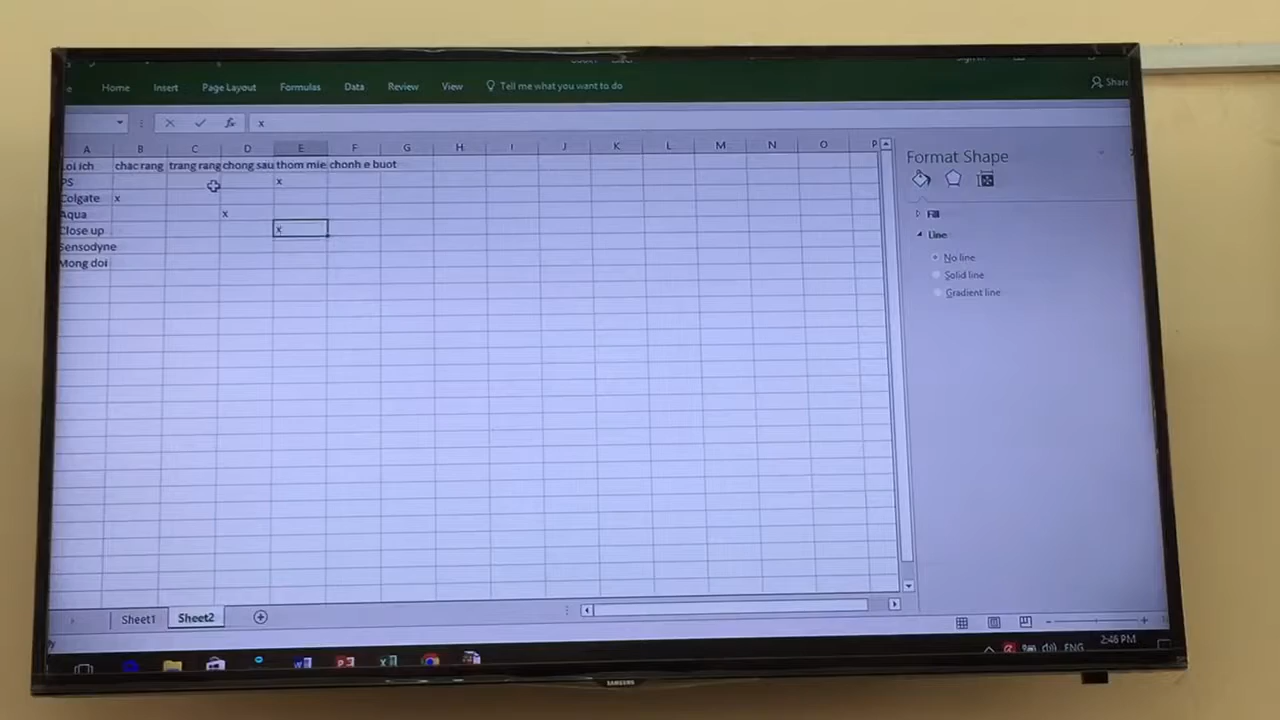 Home Insert Page Layout Formulas Data Review View Tell me what you want to do Share
fx x
A B C D E F G H I J K L M N O P
Loi ich chac rang trang rang chong sau thom mie chonh e buot
PS x
Colgate x
Aqua x
Close up x
Sensodyne
Mong doi
Format Shape
Fill
Line
No line
Solid line
Gradient line
Sheet1 Sheet2
ENG 2:46 PM
SAMSUNG